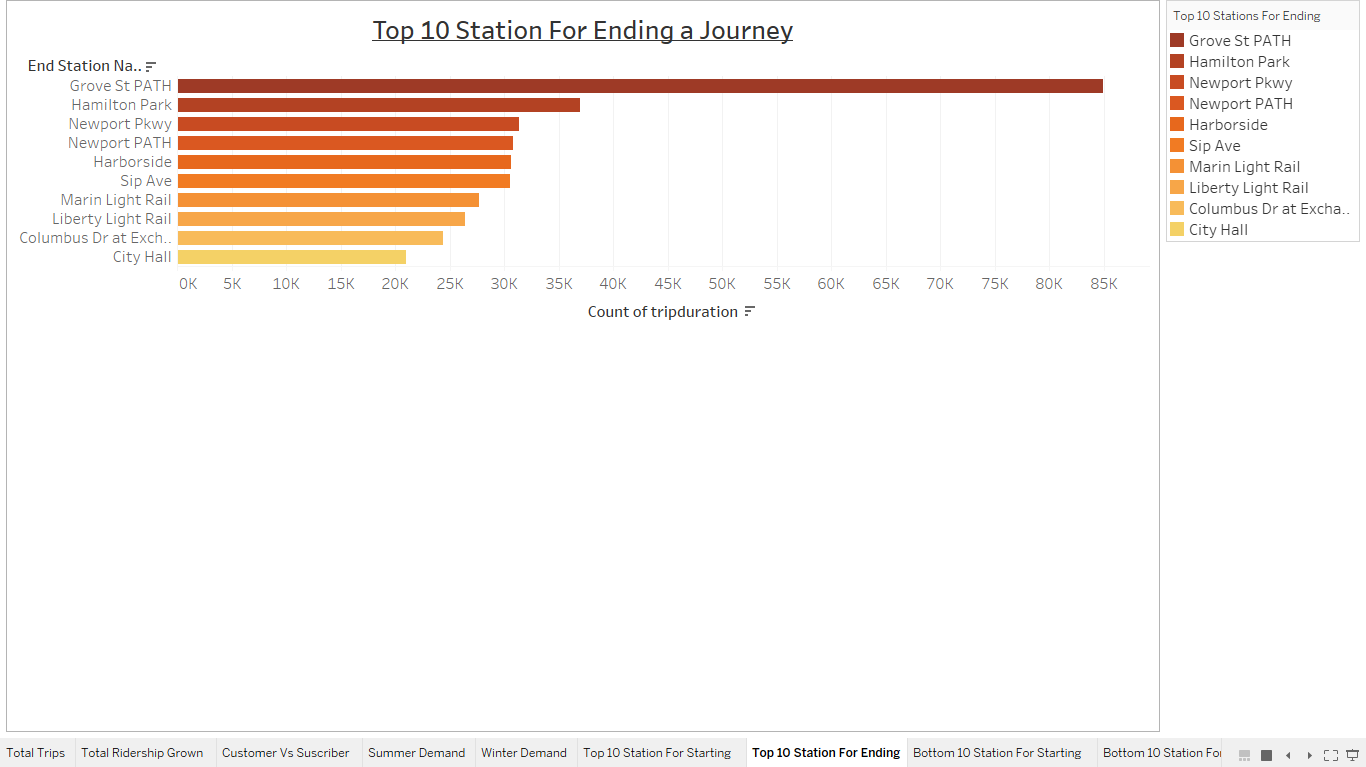 Top 10 Station For Ending a Journey
End Station Na..
Grove St PATH
Hamilton Park
Newport Pkwy
Newport PATH
Harborside
Sip Ave
Marin Light Rail
Liberty Light Rail
Columbus Dr at Exch..
City Hall
0K 5K 10K 15K 20K 25K 30K 35K 40K 45K 50K 55K 60K 65K 70K 75K 80K 85K
Count of tripduration
Top 10 Stations For Ending
Grove St PATH
Hamilton Park
Newport Pkwy
Newport PATH
Harborside
Sip Ave
Marin Light Rail
Liberty Light Rail
Columbus Dr at Excha..
City Hall
Total Trips Total Ridership Grown Customer Vs Suscriber Summer Demand Winter Demand Top 10 Station For Starting Top 10 Station For Ending Bottom 10 Station For Starting Bottom 10 Station For